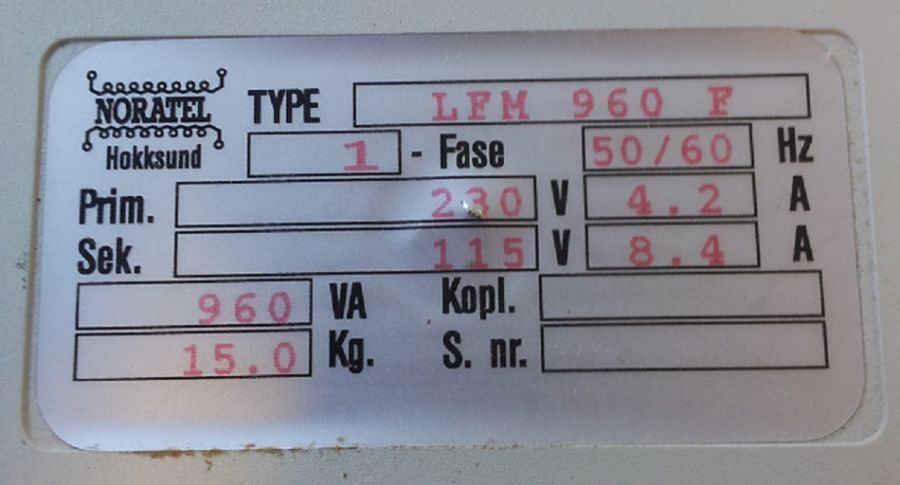 NORATEL
Hokksund
TYPE LFM 960 F
1 - Fase 50/60 Hz
Prim. 230 V 4.2 A
Sek. 115 V 8.4 A
960 VA Kopl.
15.0 Kg. S. nr.